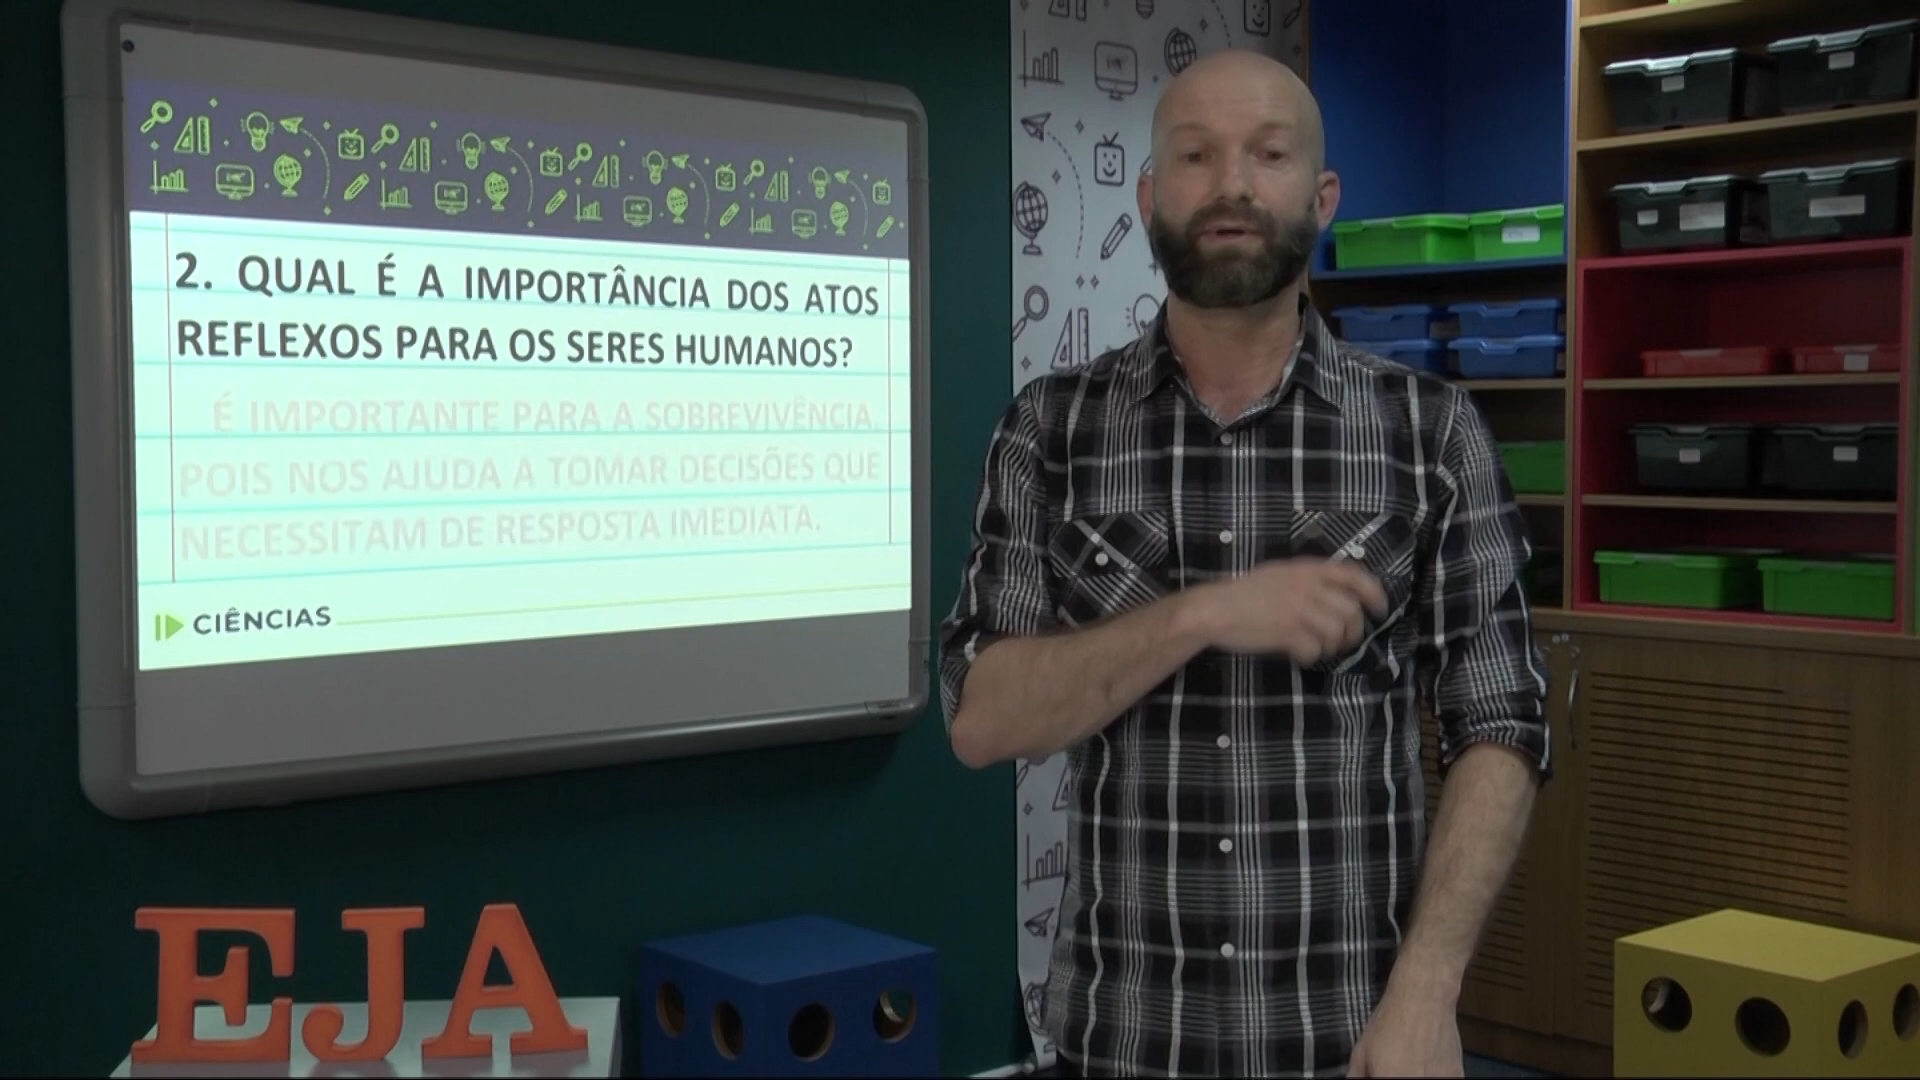 2. QUAL É A IMPORTÂNCIA DOS ATOS
REFLEXOS PARA OS SERES HUMANOS?
É IMPORTANTE PARA A SOBREVIVÊNCIA,
POIS NOS AJUDA A TOMAR DECISÕES QUE
NECESSITAM DE RESPOSTA IMEDIATA.
CIÊNCIAS
EJA